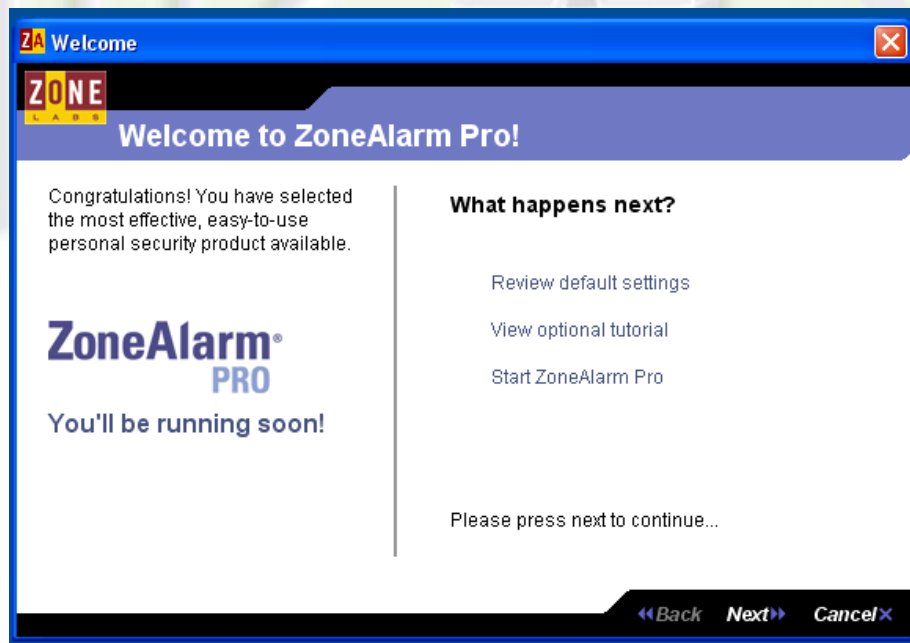 ZA Welcome
ZONE
LABS
Welcome to ZoneAlarm Pro!
Congratulations! You have selected
the most effective, easy-to-use
personal security product available.
ZoneAlarm®
PRO
You'll be running soon!
What happens next?
Review default settings
View optional tutorial
Start ZoneAlarm Pro
Please press next to continue...
Back Next Cancel